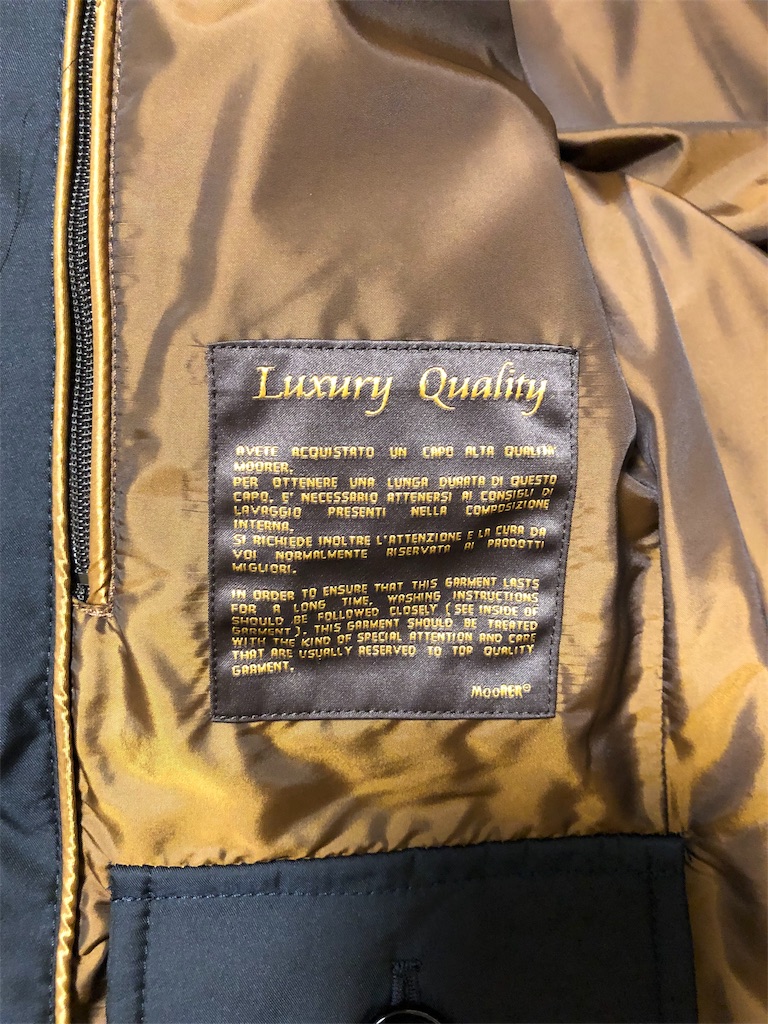 Luxury Quality
AVETE ACQUISTATO UN CAPO ALTA QUALITA'
MOORER.
PER OTTENERE UNA LUNGA DURATA DI QUESTO
CAPO, E' NECESSARIO ATTENERSI AI CONSIGLI DI
LAVAGGIO PRESENTI NELLA COMPOSIZIONE
INTERNA.
SI RICHIEDE INOLTRE L'ATTENZIONE E LA CURA DA
VOI NORMALMENTE RISERVATA AI PRODOTTI
MIGLIORI.
IN ORDER TO ENSURE THAT THIS GARMENT LASTS
FOR A LONG TIME, WASHING INSTRUCTIONS
SHOULD BE FOLLOWED CLOSELY (SEE INSIDE OF
GARMENT). THIS GARMENT SHOULD BE TREATED
WITH THE KIND OF SPECIAL ATTENTION AND CARE
THAT ARE USUALLY RESERVED TO TOP QUALITY
GARMENT.
MOORER®